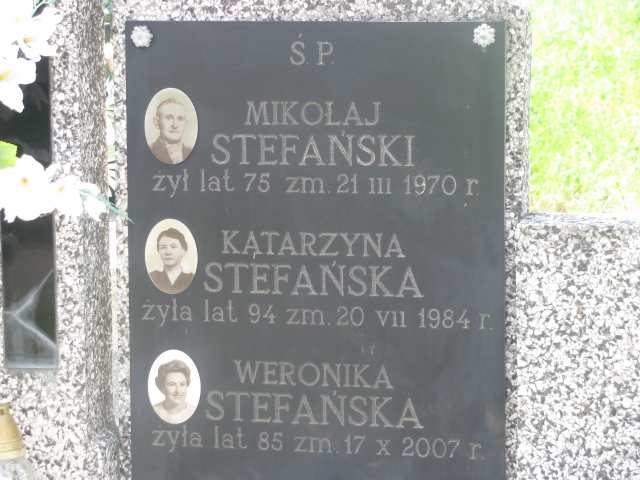 Ś.P.
MIKOŁAJ
STEFAŃSKI
żył lat 75 zm. 21 III 1970 r.
KATARZYNA
STEFAŃSKA
żyła lat 94 zm. 20 VII 1984 r.
WERONIKA
STEFAŃSKA
żyła lat 85 zm. 17 X 2007 r.